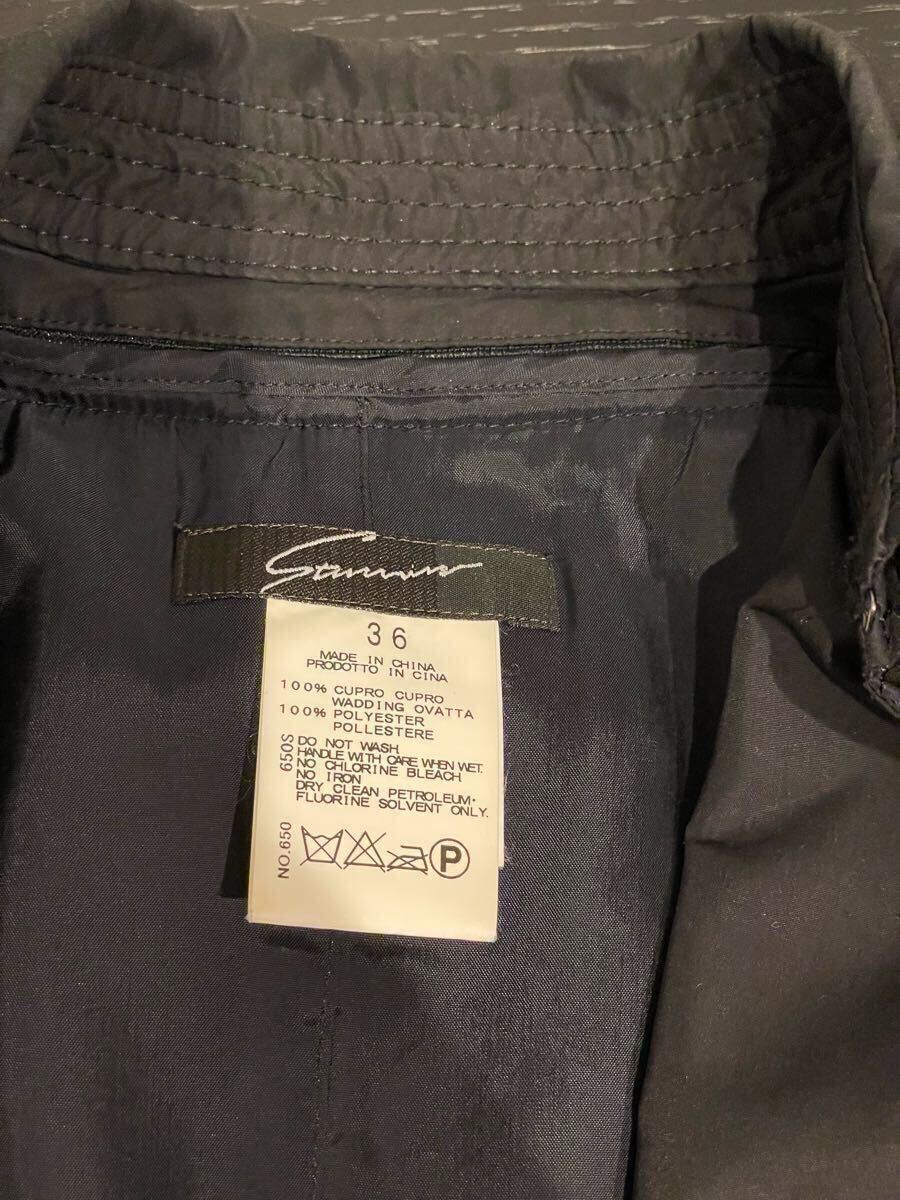 36
MADE IN CHINA
PRODOTTO IN CINA
100% CUPRO CUPRO
WADDING OVATTA
100% POLYESTER
POLLESTERE
DO NOT WASH
HANDLE WITH CARE WHEN WET.
NO CHLORINE BLEACH
NO IRON
DRY CLEAN PETROLEUM•
FLUORINE SOLVENT ONLY.
650S
NO.650
P